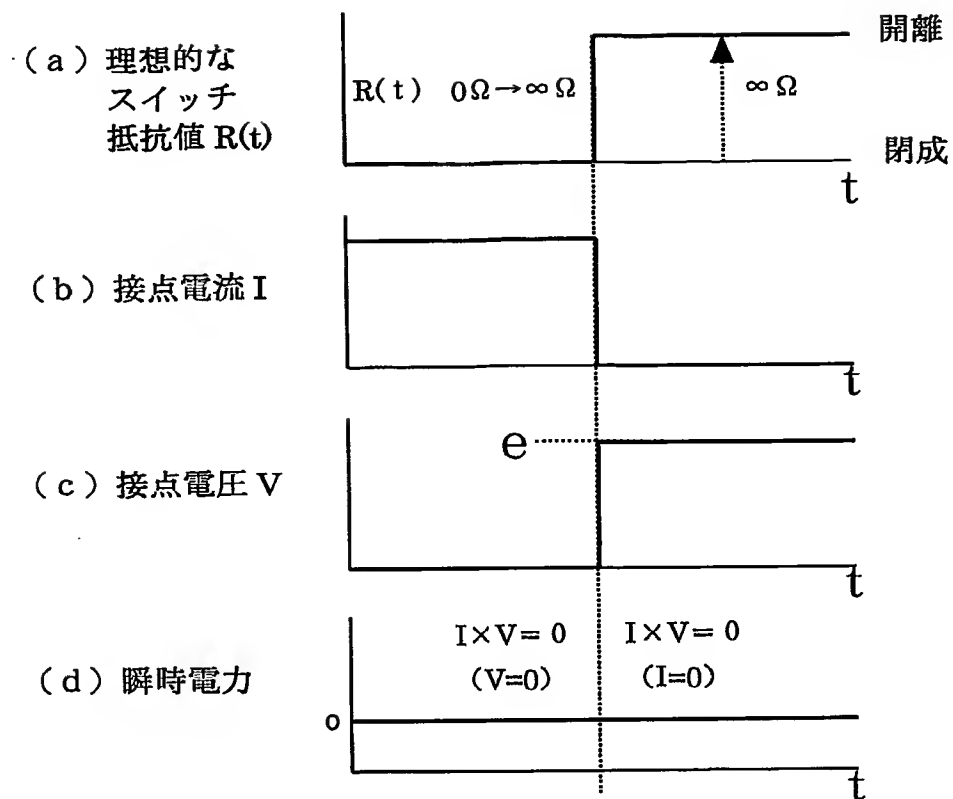 開離
(a) 理想的な
スイッチ
抵抗値 R(t)
R(t) 0Ω→∞Ω
∞Ω
閉成
t
(b) 接点電流 I
t
e
(c) 接点電圧 V
t
I×V= 0
(V=0)
I×V= 0
(I=0)
(d) 瞬時電力
0
t